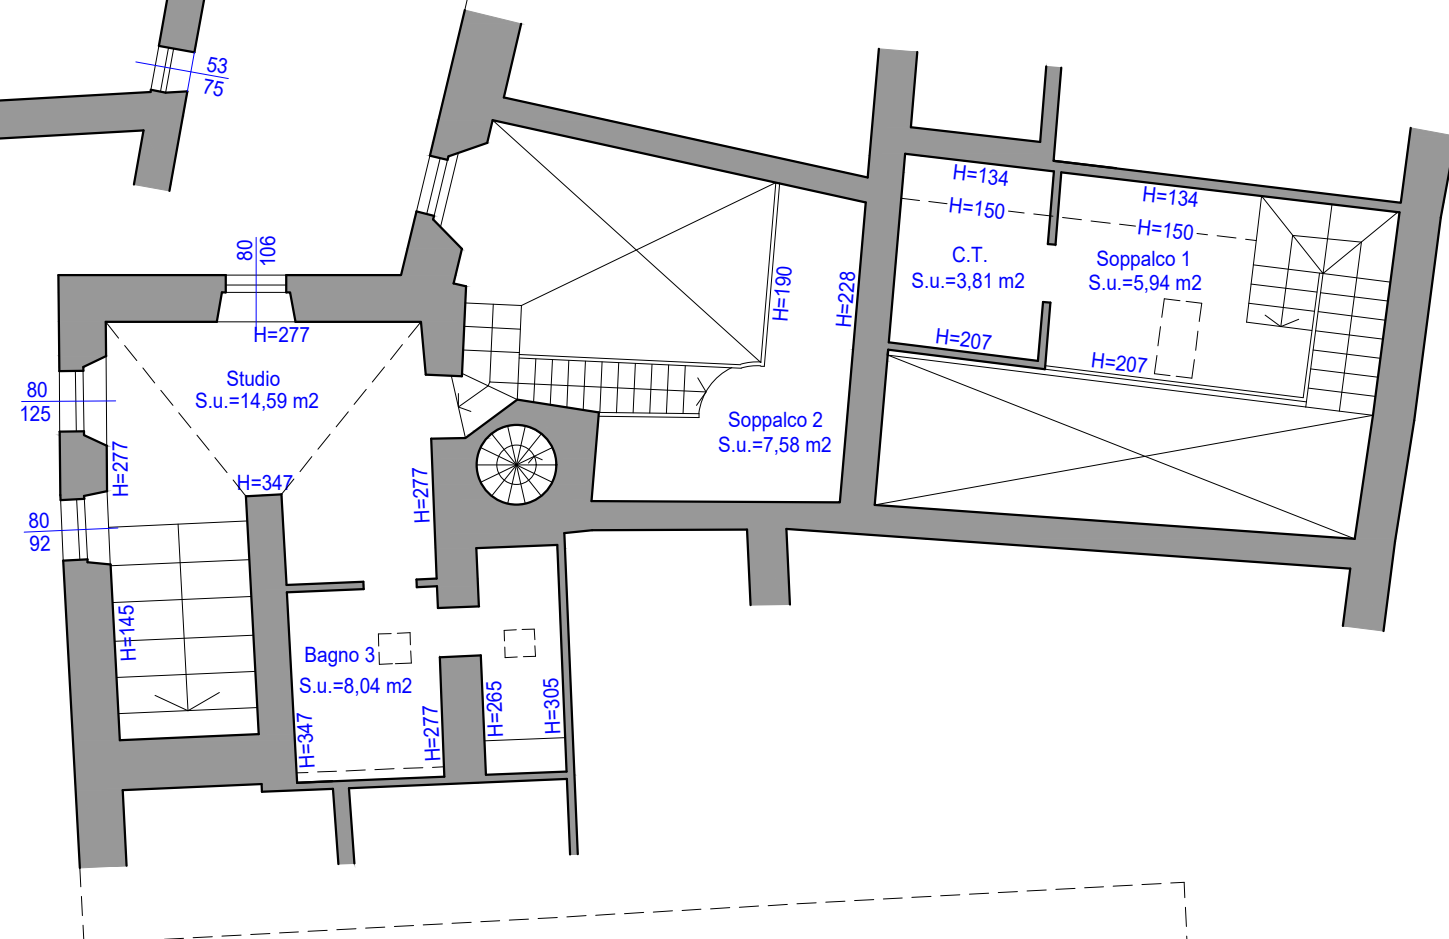 53
75
80
106
H=277
Studio
S.u.=14,59 m2
80
125
H=277
H=347
80
92
H=277
H=145
Bagno 3
S.u.=8,04 m2
H=347
H=277
H=265
H=305
H=190
H=228
Soppalco 2
S.u.=7,58 m2
H=134
H=150
C.T.
S.u.=3,81 m2
H=207
H=134
H=150
Soppalco 1
S.u.=5,94 m2
H=207